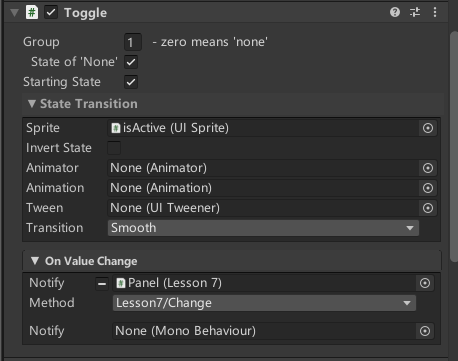 Toggle
Group 1 - zero means 'none'
State of 'None'
Starting State
State Transition
Sprite isActive (UI Sprite)
Invert State
Animator None (Animator)
Animation None (Animation)
Tween None (UI Tweener)
Transition Smooth
On Value Change
Notify Panel (Lesson 7)
Method Lesson7/Change
Notify None (Mono Behaviour)